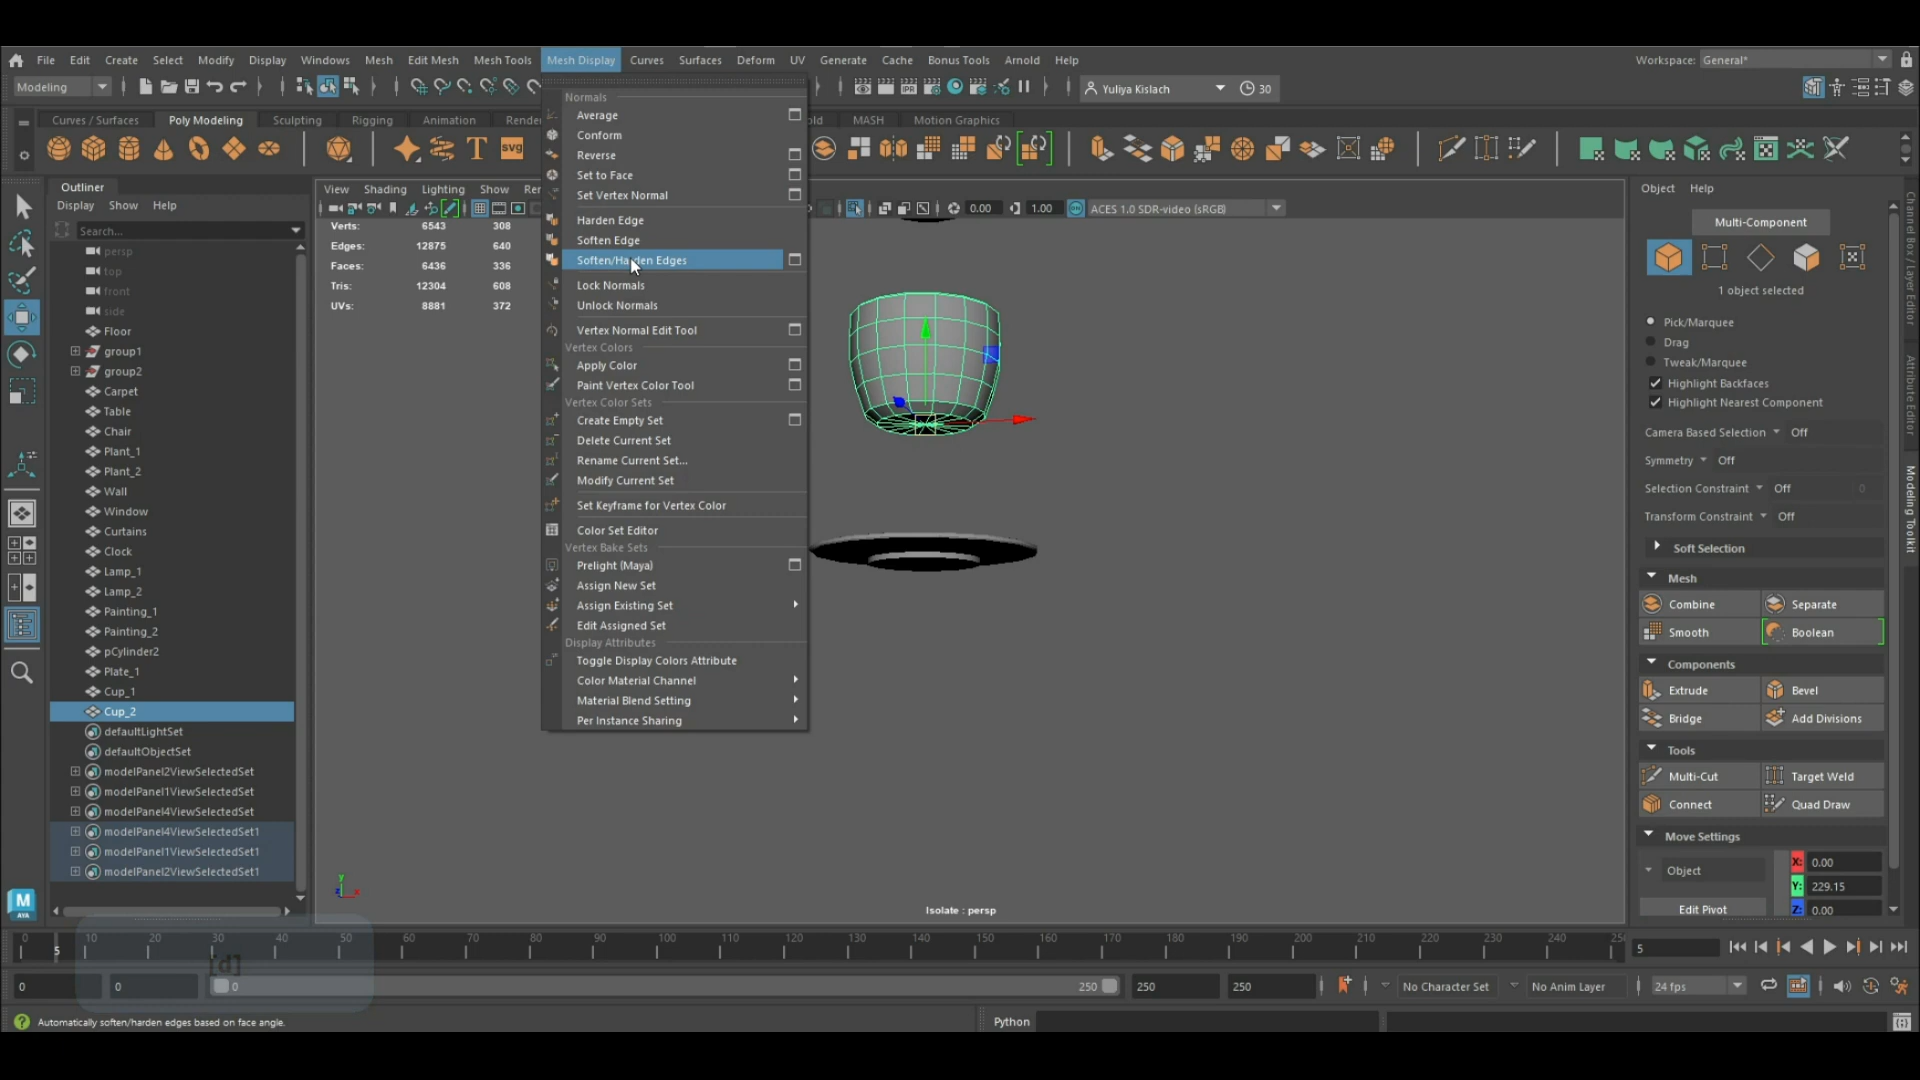 File Edit Create Select Modify Display Windows Mesh Edit Mesh Mesh Tools Mesh Display Curves Surfaces Deform UV Generate Cache Bonus Tools Arnold Help
Workspace: General*
Modeling
Yuliya Kislach
30
Curves / Surfaces Poly Modeling Sculpting Rigging Animation MASH Motion Graphics
SVG
IPR
Outliner
Display Show Help
Search...
persp
top
front
side
Floor
group1
group2
Carpet
Table
Chair
Plant_1
Plant_2
Wall
Window
Curtains
Clock
Lamp_1
Lamp_2
Painting_1
Painting_2
pCylinder2
Plate_1
Cup_1
Cup_2
defaultLightSet
defaultObjectSet
modelPanel2ViewSelectedSet
modelPanel1ViewSelectedSet
modelPanel4ViewSelectedSet
modelPanel4ViewSelectedSet1
modelPanel1ViewSelectedSet1
modelPanel2ViewSelectedSet1
View Shading Lighting Show
0.00 1.00 ACES 1.0 SDR-video (sRGB)
Verts: 6543 308
Edges: 12875 640
Faces: 6436 336
Tris: 12304 608
UVs: 8881 372
Normals
Average
Conform
Reverse
Set to Face
Set Vertex Normal
Harden Edge
Soften Edge
Soften/Harden Edges
Lock Normals
Unlock Normals
Vertex Normal Edit Tool
Vertex Colors
Apply Color
Paint Vertex Color Tool
Vertex Color Sets
Create Empty Set
Delete Current Set
Rename Current Set...
Modify Current Set
Set Keyframe for Vertex Color
Color Set Editor
Vertex Bake Sets
Prelight (Maya)
Assign New Set
Assign Existing Set
Edit Assigned Set
Display Attributes
Toggle Display Colors Attribute
Color Material Channel
Material Blend Setting
Per Instance Sharing
y
x
Isolate : persp
Object Help
Multi-Component
1 object selected
Pick/Marquee
Drag
Tweak/Marquee
Highlight Backfaces
Highlight Nearest Component
Camera Based Selection Off
Symmetry Off
Selection Constraint Off 0
Transform Constraint Off
Soft Selection
Mesh
Combine Separate
Smooth Boolean
Components
Extrude Bevel
Bridge Add Divisions
Tools
Multi-Cut Target Weld
Connect Quad Draw
Move Settings
Object
X: 0.00
Y: 229.15
Edit Pivot
Z: 0.00
Channel Box / Layer Editor
Attribute Editor
Modeling Toolkit
M
AYA
0 5 10 20 30 40 50 60 70 80 90 100 110 120 130 140 150 160 170 180 190 200 210 220 230 240
5
[d]
0 0 0 250 250 250
No Character Set No Anim Layer 24 fps
Automatically soften/harden edges based on face angle.
Python